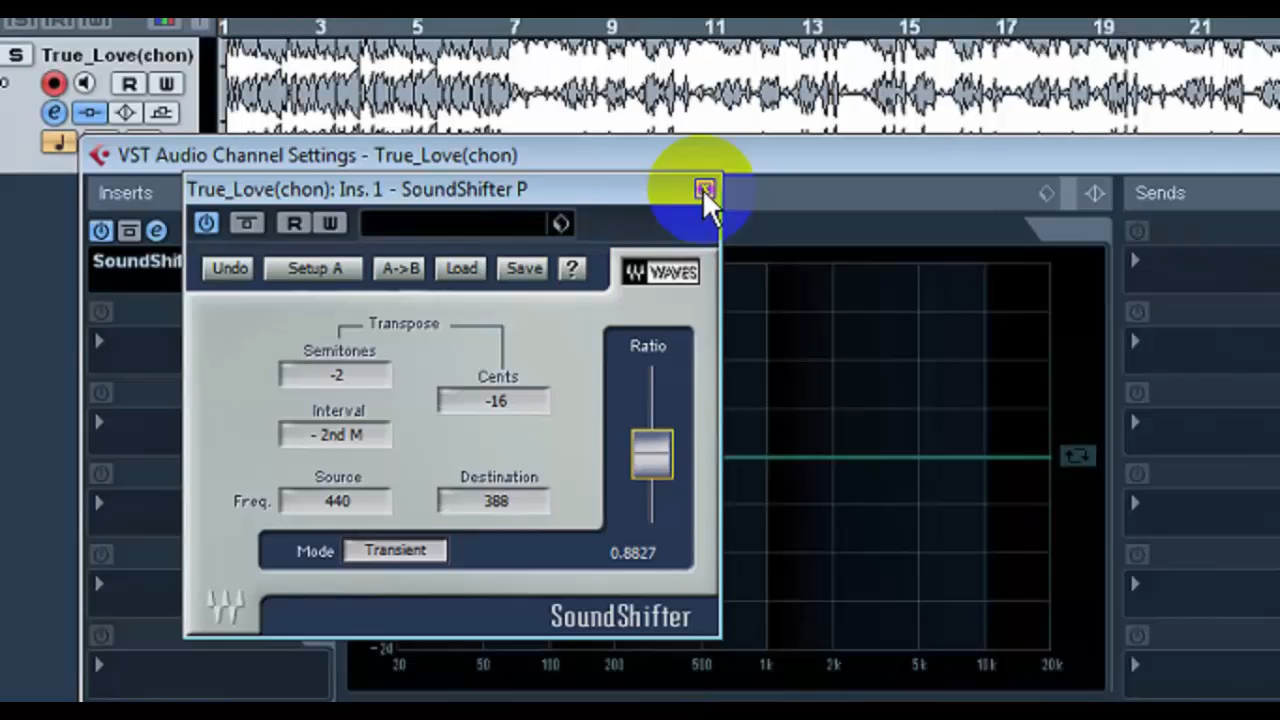 1 3 5 7 9 11 13 15 17 19 21
S True_Love(chon)
R W
e
VST Audio Channel Settings - True_Love(chon)
Inserts
True_Love(chon): Ins. 1 - SoundShifter P
Sends
e
R W
SoundShif
Undo Setup A A->B Load Save ? WAVES
Transpose
Semitones
-2
Cents
-16
Interval
- 2nd M
Source
Destination
Freq. 440 388
Mode Transient
Ratio
0.8827
SoundShifter
20 50 100 200 500 1k 2k 5k 10k 20k